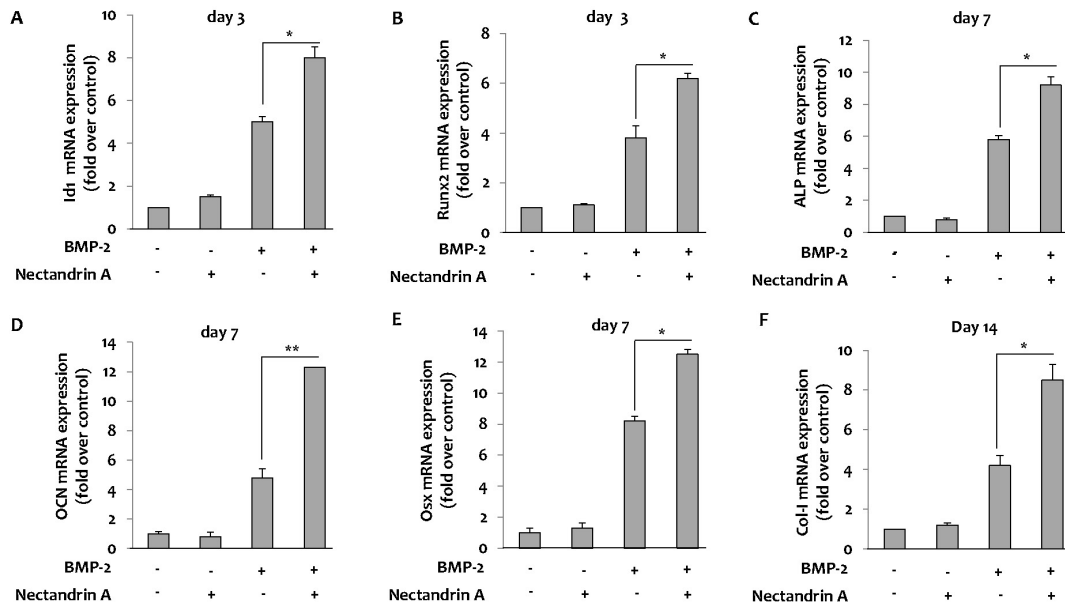 A
day 3
Id1 mRNA expression
(fold over control)
10
8
6
4
2
0
*
BMP-2 - - + +
Nectandrin A - + - +
B
day 3
Runx2 mRNA expression
(fold over control)
8
6
4
2
0
*
- - + +
- + - +
C
day 7
ALP mRNA expression
(fold over control)
12
10
8
6
4
2
0
*
BMP-2 - - + +
Nectandrin A - + - +
D
day 7
OCN mRNA expression
(fold over control)
14
12
10
8
6
4
2
0
**
BMP-2 - - + +
Nectandrin A - + - +
E
day 7
Osx mRNA expression
(fold over control)
14
12
10
8
6
4
2
0
*
BMP-2 - - + +
Nectandrin A - + - +
F
Day 14
Col-I mRNA expression
(fold over control)
10
8
6
4
2
0
*
BMP-2 - - + +
Nectandrin A - + - +